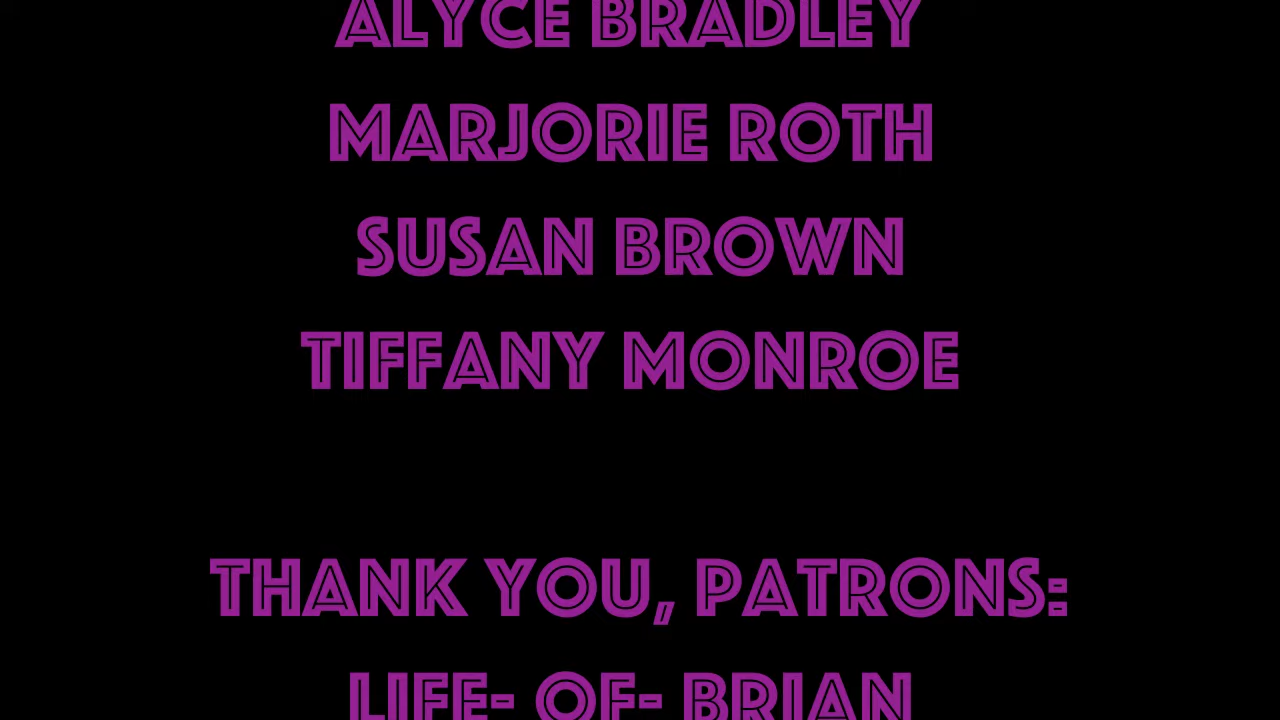 ALYCE BRADLEY
MARJORIE ROTH
SUSAN BROWN
TIFFANY MONROE
THANK YOU, PATRONS:
LIFE- OF- BRIAN